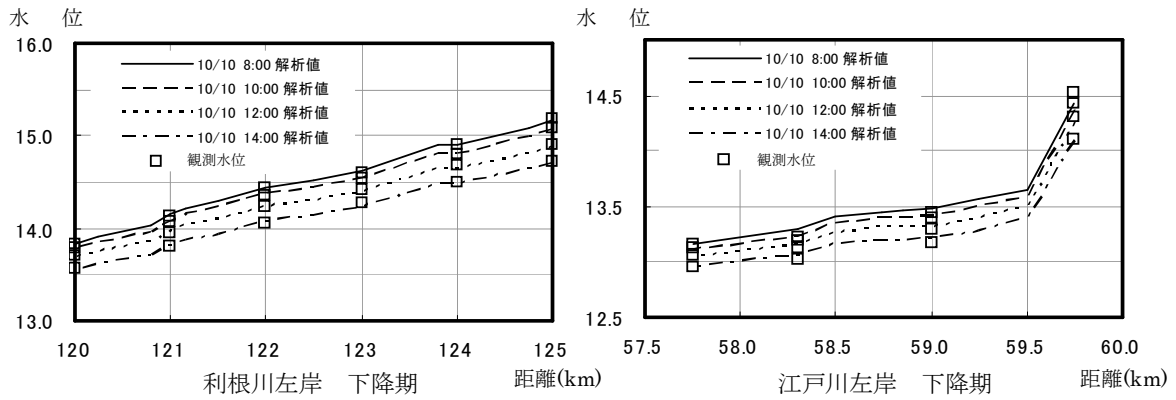 水 位
16.0
15.0
14.0
13.0
10/10 8:00 解析値
10/10 10:00 解析値
10/10 12:00 解析値
10/10 14:00 解析値
観測水位
120 121 122 123 124 125
利根川左岸 下降期 距離(km)
水 位
14.5
13.5
12.5
10/10 8:00 解析値
10/10 10:00 解析値
10/10 12:00 解析値
10/10 14:00 解析値
観測水位
57.5 58.0 58.5 59.0 59.5 60.0
江戸川左岸 下降期 距離(km)